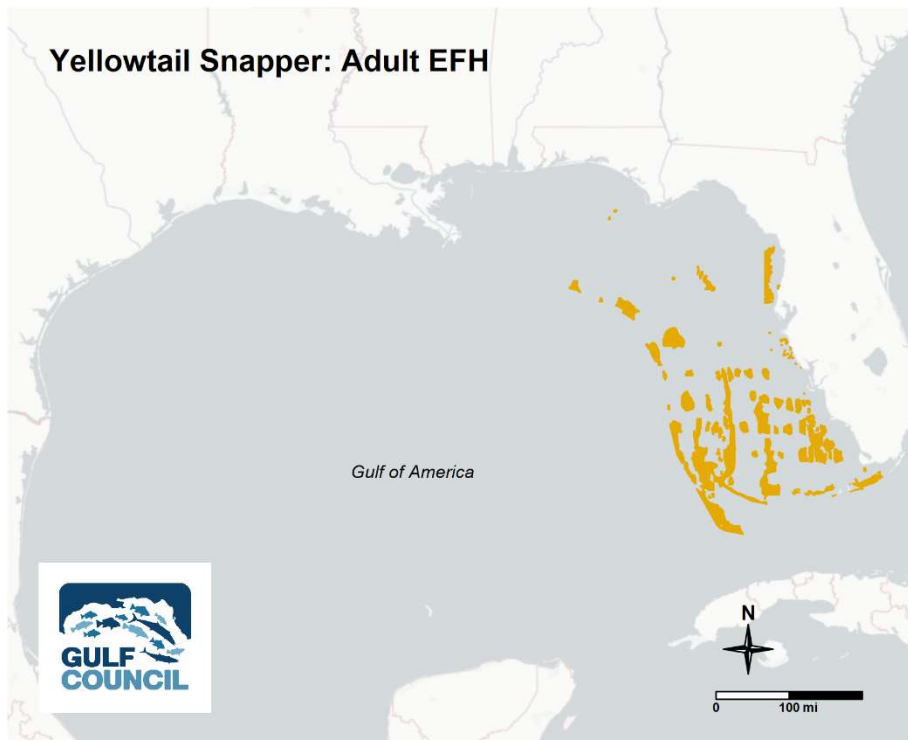 Yellowtail Snapper: Adult EFH
Gulf of America
GULF
COUNCIL
N
0 100 mi